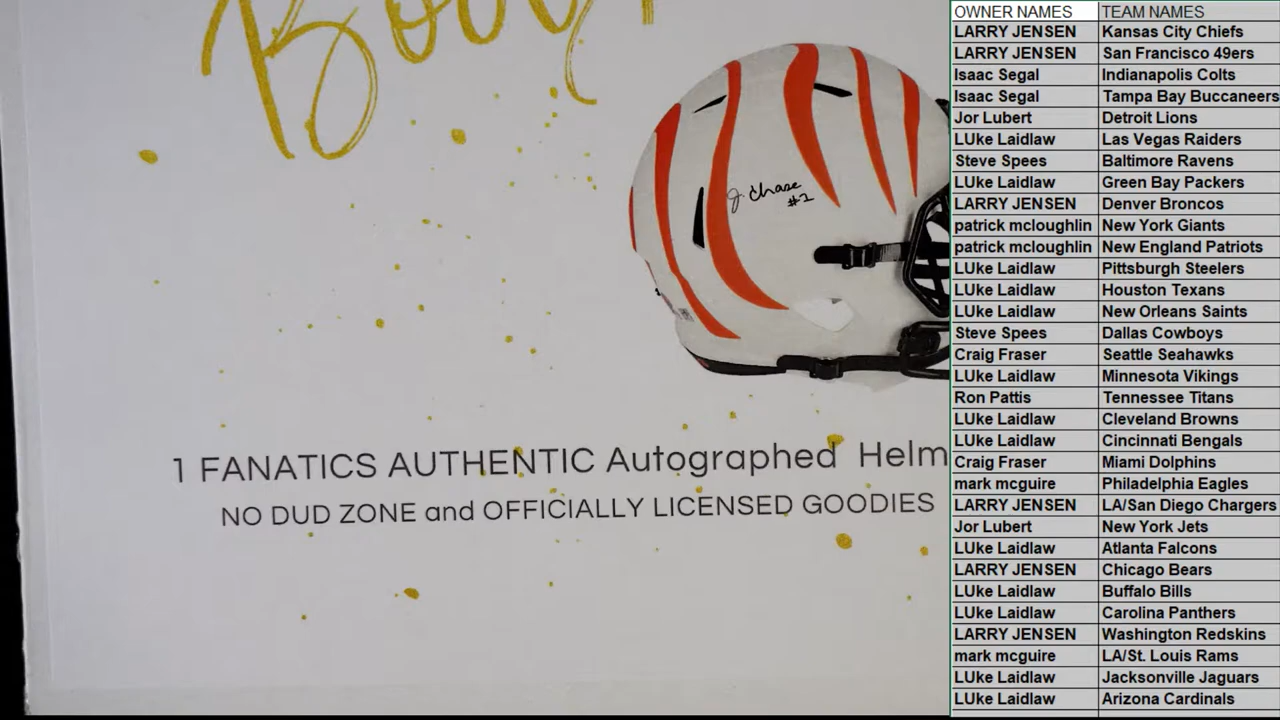 J. Chase
#1
1 FANATICS AUTHENTIC Autographed Helm
NO DUD ZONE and OFFICIALLY LICENSED GOODIES
OWNER NAMES TEAM NAMES
LARRY JENSEN Kansas City Chiefs
LARRY JENSEN San Francisco 49ers
Isaac Segal Indianapolis Colts
Isaac Segal Tampa Bay Buccaneers
Jor Lubert Detroit Lions
LUke Laidlaw Las Vegas Raiders
Steve Spees Baltimore Ravens
LUke Laidlaw Green Bay Packers
LARRY JENSEN Denver Broncos
patrick mcloughlin New York Giants
patrick mcloughlin New England Patriots
LUke Laidlaw Pittsburgh Steelers
LUke Laidlaw Houston Texans
LUke Laidlaw New Orleans Saints
Steve Spees Dallas Cowboys
Craig Fraser Seattle Seahawks
LUke Laidlaw Minnesota Vikings
Ron Pattis Tennessee Titans
LUke Laidlaw Cleveland Browns
LUke Laidlaw Cincinnati Bengals
Craig Fraser Miami Dolphins
mark mcguire Philadelphia Eagles
LARRY JENSEN LA/San Diego Chargers
Jor Lubert New York Jets
LUke Laidlaw Atlanta Falcons
LARRY JENSEN Chicago Bears
LUke Laidlaw Buffalo Bills
LUke Laidlaw Carolina Panthers
LARRY JENSEN Washington Redskins
mark mcguire LA/St. Louis Rams
LUke Laidlaw Jacksonville Jaguars
LUke Laidlaw Arizona Cardinals